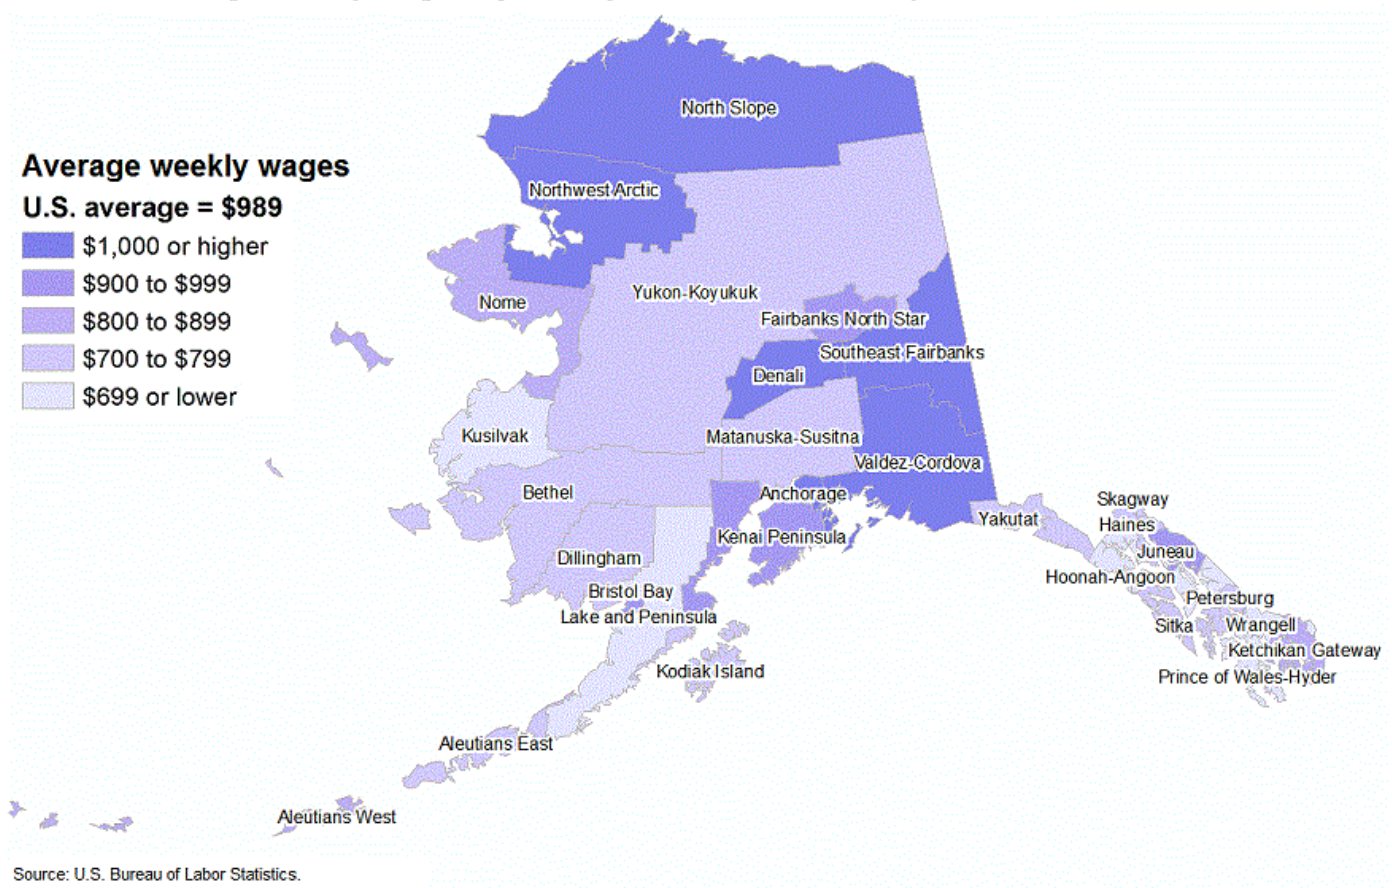 North Slope
Average weekly wages
U.S. average = $989
$1,000 or higher
$900 to $999
$800 to $899
$700 to $799
$699 or lower
Northwest Arctic
Nome
Yukon-Koyukuk
Fairbanks North Star
Southeast Fairbanks
Denali
Kusilvak
Matanuska-Susitna
Valdez-Cordova
Bethel
Anchorage
Skagway
Yakutat
Haines
Kenai Peninsula
Juneau
Dillingham
Hoonah-Angoon
Bristol Bay
Petersburg
Lake and Peninsula
Sitka
Wrangell
Ketchikan Gateway
Kodiak Island
Prince of Wales-Hyder
Aleutians East
Aleutians West
Source: U.S. Bureau of Labor Statistics.